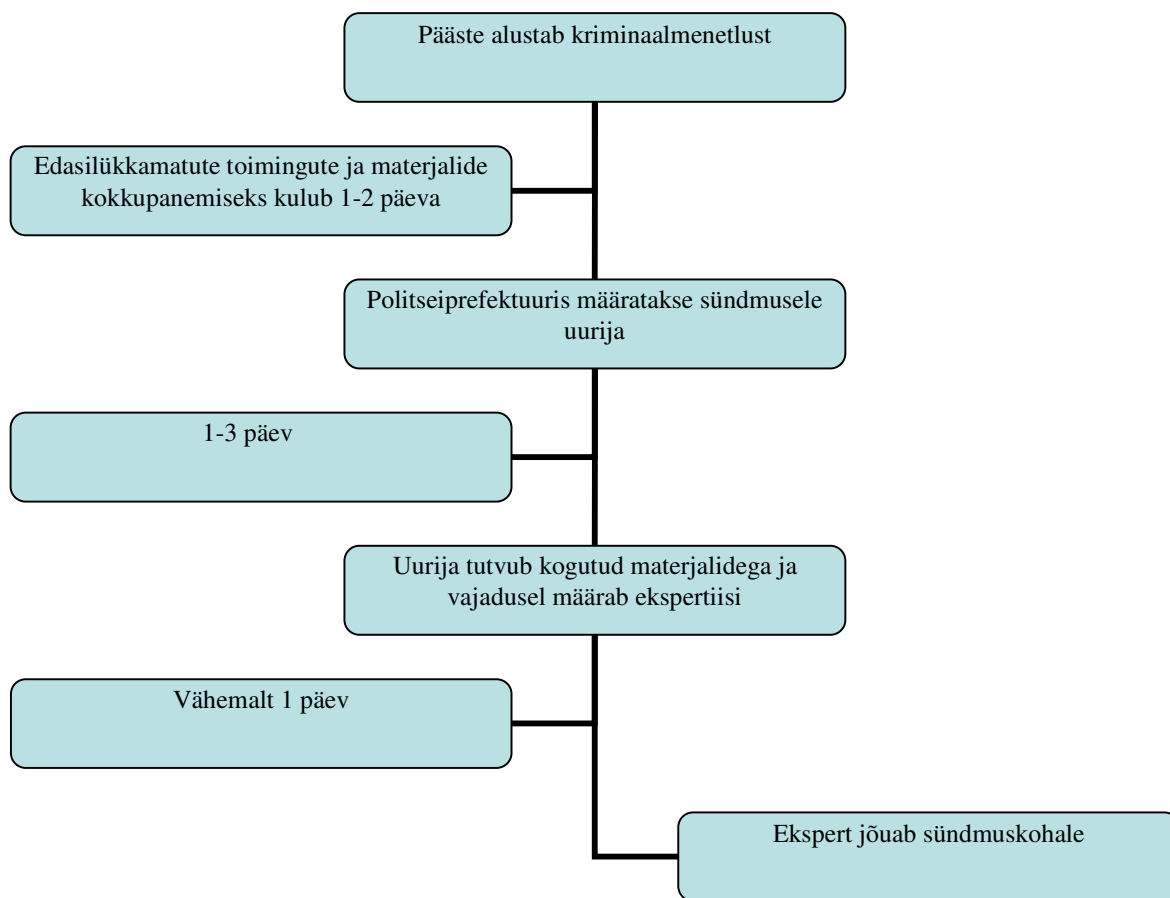 Pääste alustab kriminaalmenetlust
Edasilükkamatute toimingute ja materjalide
kokkupanemiseks kulub 1-2 päeva
Politseiprefektuuris määratakse sündmusele
uurija
1-3 päev
Uurija tutvub kogutud materjalidega ja
vajadusel määrab ekspertiisi
Vähemalt 1 päev
Ekspert jõuab sündmuskohale